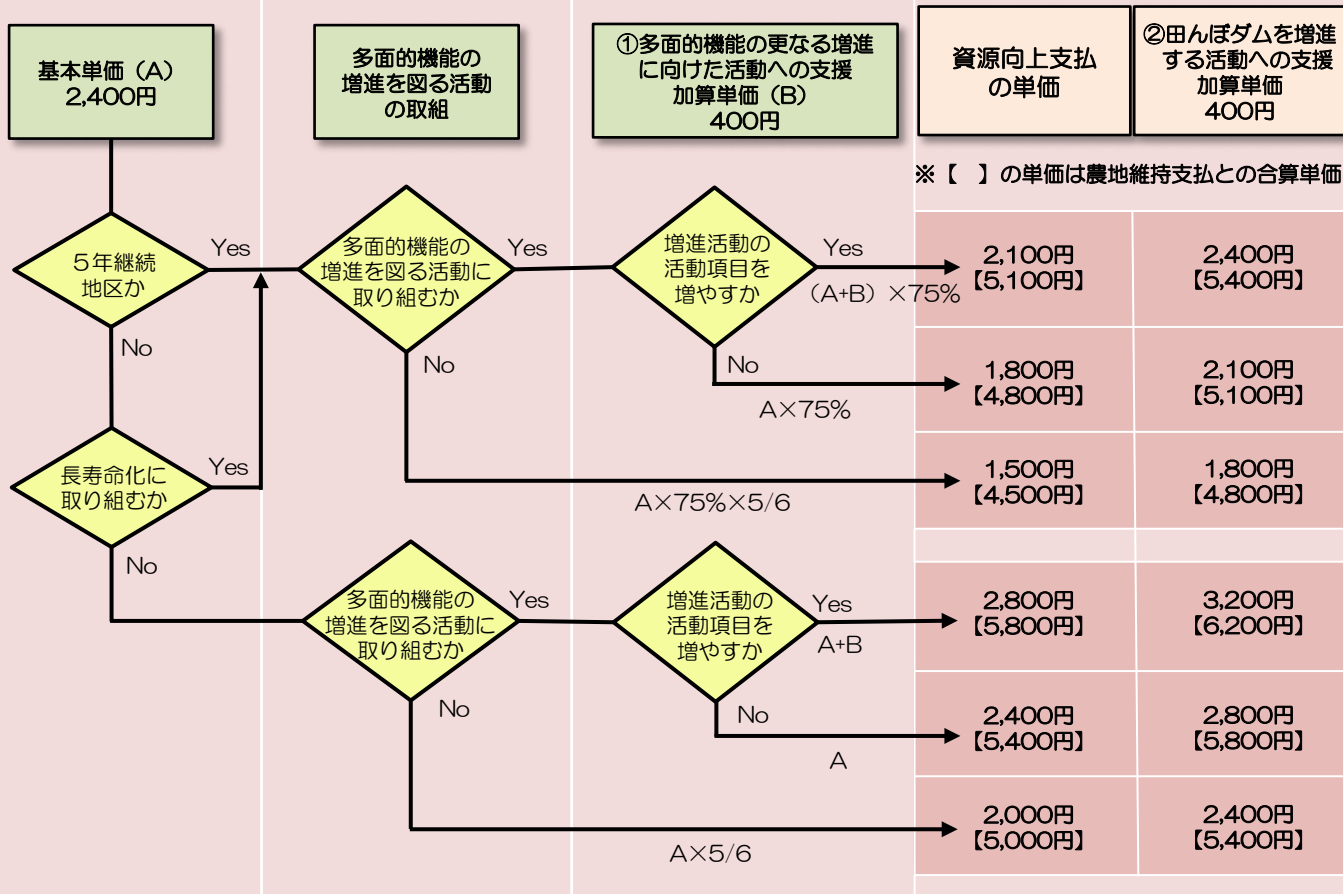 基本単価（A）
2,400円
多面的機能の
増進を図る活動
の取組
①多面的機能の更なる増進
に向けた活動への支援
加算単価（B）
400円
資源向上支払
の単価
②田んぼダムを増進
する活動への支援
加算単価
400円
※【　】の単価は農地維持支払との合算単価
５年継続
地区か
Yes
No
多面的機能の
増進を図る活動に
取り組むか
Yes
No
増進活動の
活動項目を
増やすか
Yes
（A+B）×75%
No
A×75%
A×75%×5/6
2,100円
【5,100円】
2,400円
【5,400円】
1,800円
【4,800円】
2,100円
【5,100円】
1,500円
【4,500円】
1,800円
【4,800円】
長寿命化に
取り組むか
Yes
No
多面的機能の
増進を図る活動に
取り組むか
Yes
No
増進活動の
活動項目を
増やすか
Yes
A+B
No
A
A×5/6
2,800円
【5,800円】
3,200円
【6,200円】
2,400円
【5,400円】
2,800円
【5,800円】
2,000円
【5,000円】
2,400円
【5,400円】